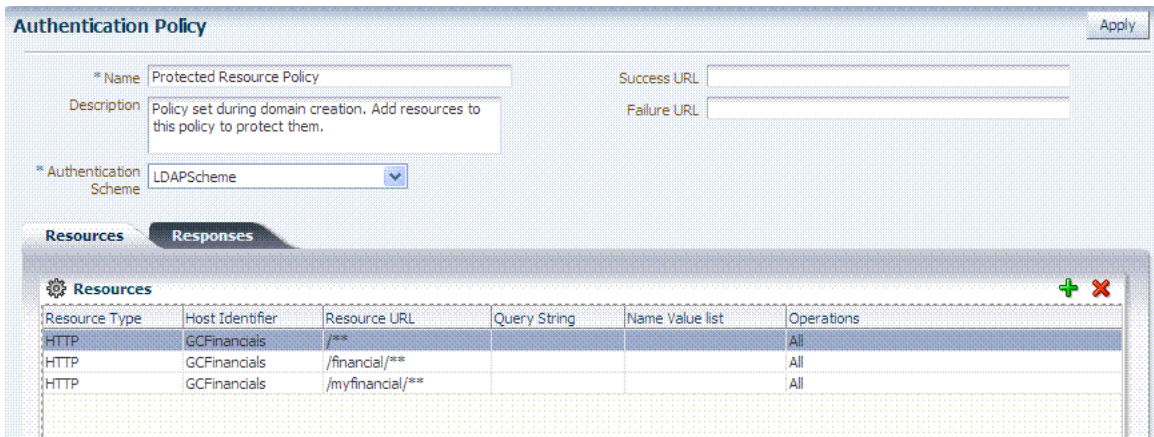 Authentication Policy
Apply
* Name Protected Resource Policy
Success URL
Description Policy set during domain creation. Add resources to
this policy to protect them.
Failure URL
* Authentication
Scheme LDAPScheme
Resources Responses
Resources
Resource Type Host Identifier Resource URL Query String Name Value list Operations
HTTP GCFinancials /** All
HTTP GCFinancials /financial/** All
HTTP GCFinancials /myfinancial/** All